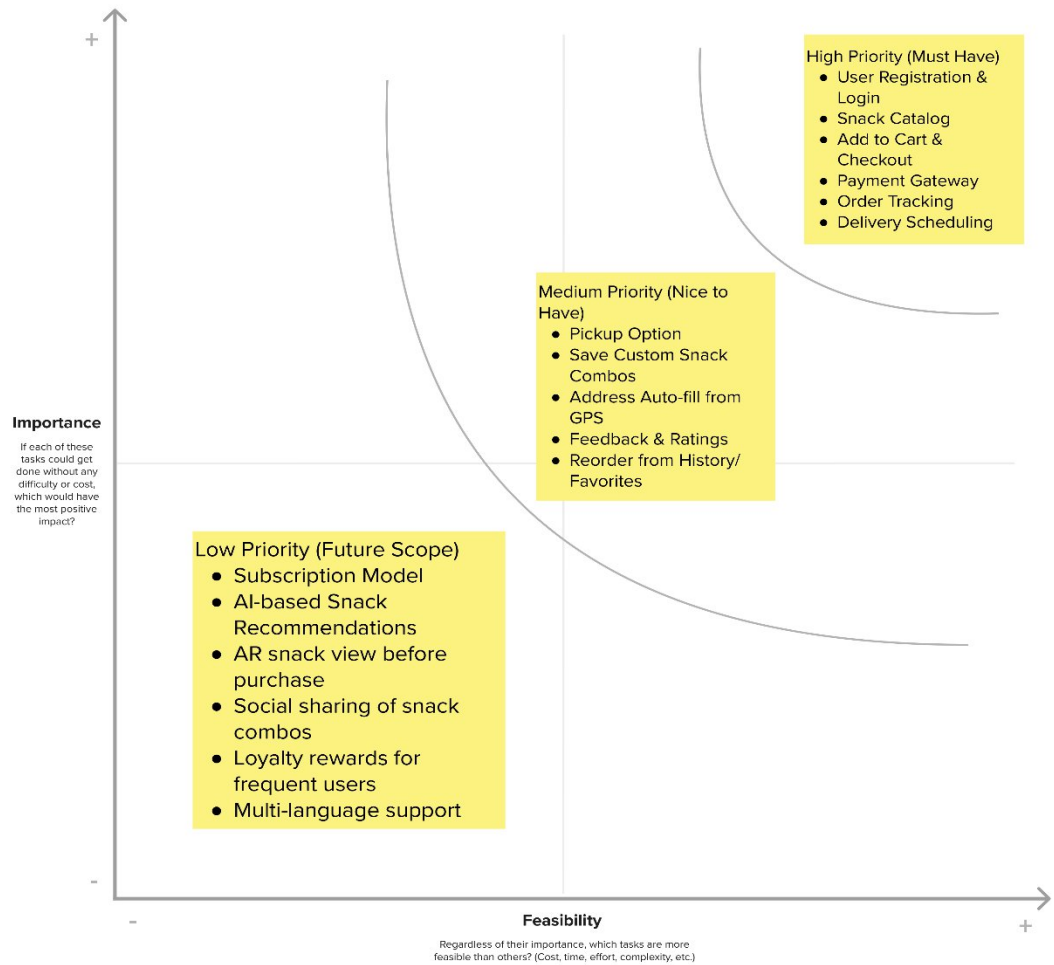 +
High Priority (Must Have)
● User Registration &
Login
● Snack Catalog
● Add to Cart &
Checkout
● Payment Gateway
● Order Tracking
● Delivery Scheduling
Medium Priority (Nice to
Have)
● Pickup Option
● Save Custom Snack
Combos
● Address Auto-fill from
GPS
● Feedback & Ratings
● Reorder from History/
Favorites
Importance
If each of these
tasks could get
done without any
difficulty or cost,
which would have
the most positive
impact?
Low Priority (Future Scope)
● Subscription Model
● AI-based Snack
Recommendations
● AR snack view before
purchase
● Social sharing of snack
combos
● Loyalty rewards for
frequent users
● Multi-language support
-
-
Feasibility
+
Regardless of their importance, which tasks are more
feasible than others? (Cost, time, effort, complexity, etc.)